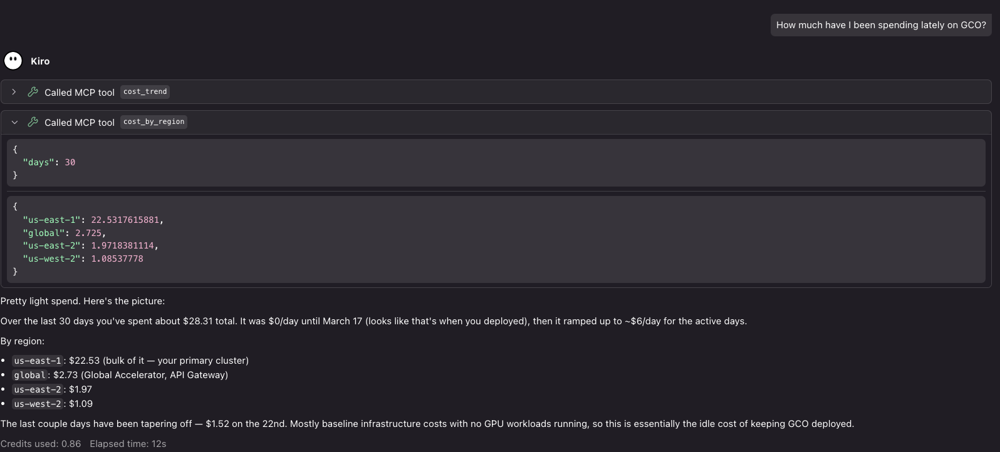 How much have I been spending lately on GCO?
Kiro
Called MCP tool cost_trend
Called MCP tool cost_by_region
{
  "days": 30
}
{
  "us-east-1": 22.5317615881,
  "global": 2.725,
  "us-east-2": 1.9718381114,
  "us-west-2": 1.08537778
}
Pretty light spend. Here's the picture:
Over the last 30 days you've spent about $28.31 total. It was $0/day until March 17 (looks like that's when you deployed), then it ramped up to ~$6/day for the active days.
By region:
• us-east-1: $22.53 (bulk of it — your primary cluster)
• global: $2.73 (Global Accelerator, API Gateway)
• us-east-2: $1.97
• us-west-2: $1.09
The last couple days have been tapering off — $1.52 on the 22nd. Mostly baseline infrastructure costs with no GPU workloads running, so this is essentially the idle cost of keeping GCO deployed.
Credits used: 0.86 Elapsed time: 12s